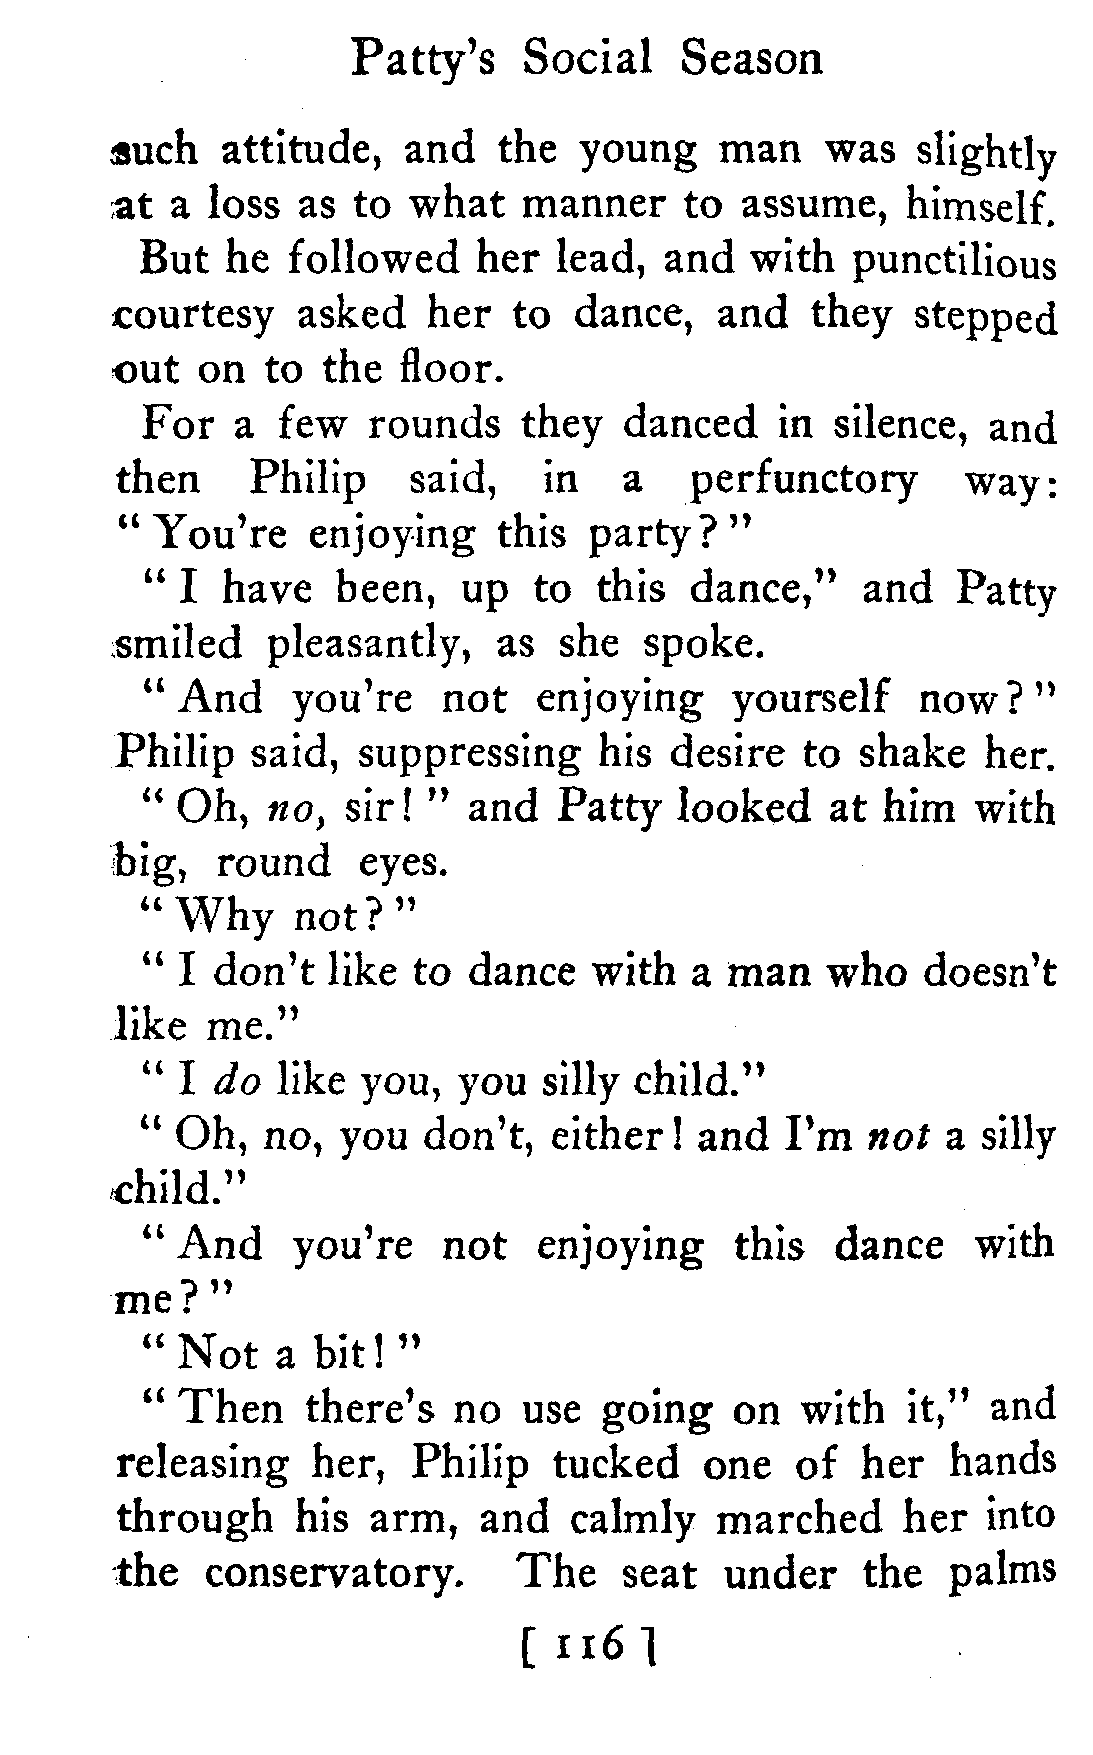 Patty's Social Season
such attitude, and the young man was slightly
at a loss as to what manner to assume, himself.
But he followed her lead, and with punctilious
courtesy asked her to dance, and they stepped
out on to the floor.
For a few rounds they danced in silence, and
then Philip said, in a perfunctory way:
"You're enjoying this party?"
"I have been, up to this dance," and Patty
smiled pleasantly, as she spoke.
"And you're not enjoying yourself now?"
Philip said, suppressing his desire to shake her.
"Oh, no, sir!" and Patty looked at him with
big, round eyes.
"Why not?"
"I don't like to dance with a man who doesn't
like me."
"I do like you, you silly child."
"Oh, no, you don't, either! and I'm not a silly
child."
"And you're not enjoying this dance with
me?"
"Not a bit!"
"Then there's no use going on with it," and
releasing her, Philip tucked one of her hands
through his arm, and calmly marched her into
the conservatory. The seat under the palms
[ 116 ]